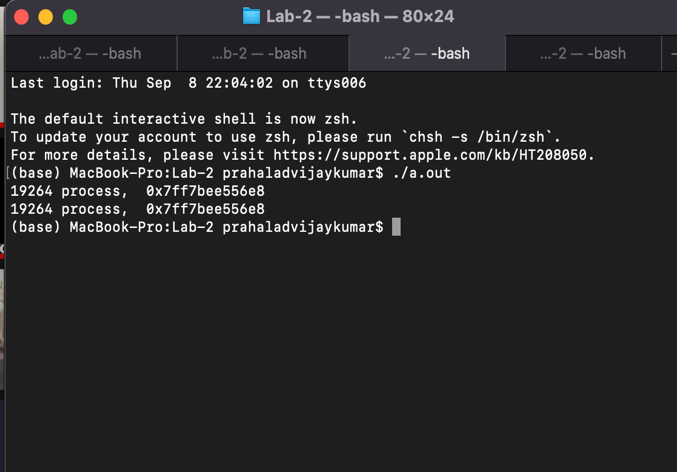 Lab-2 — -bash — 80×24
...ab-2 — -bash
...b-2 — -bash
...-2 — -bash
...-2 — -bash
Last login: Thu Sep  8 22:04:02 on ttys006
The default interactive shell is now zsh.
To update your account to use zsh, please run `chsh -s /bin/zsh`.
For more details, please visit https://support.apple.com/kb/HT208050.
[(base) MacBook-Pro:Lab-2 prahaladvijaykumar$ ./a.out
19264 process,  0x7ff7bee556e8
19264 process,  0x7ff7bee556e8
(base) MacBook-Pro:Lab-2 prahaladvijaykumar$